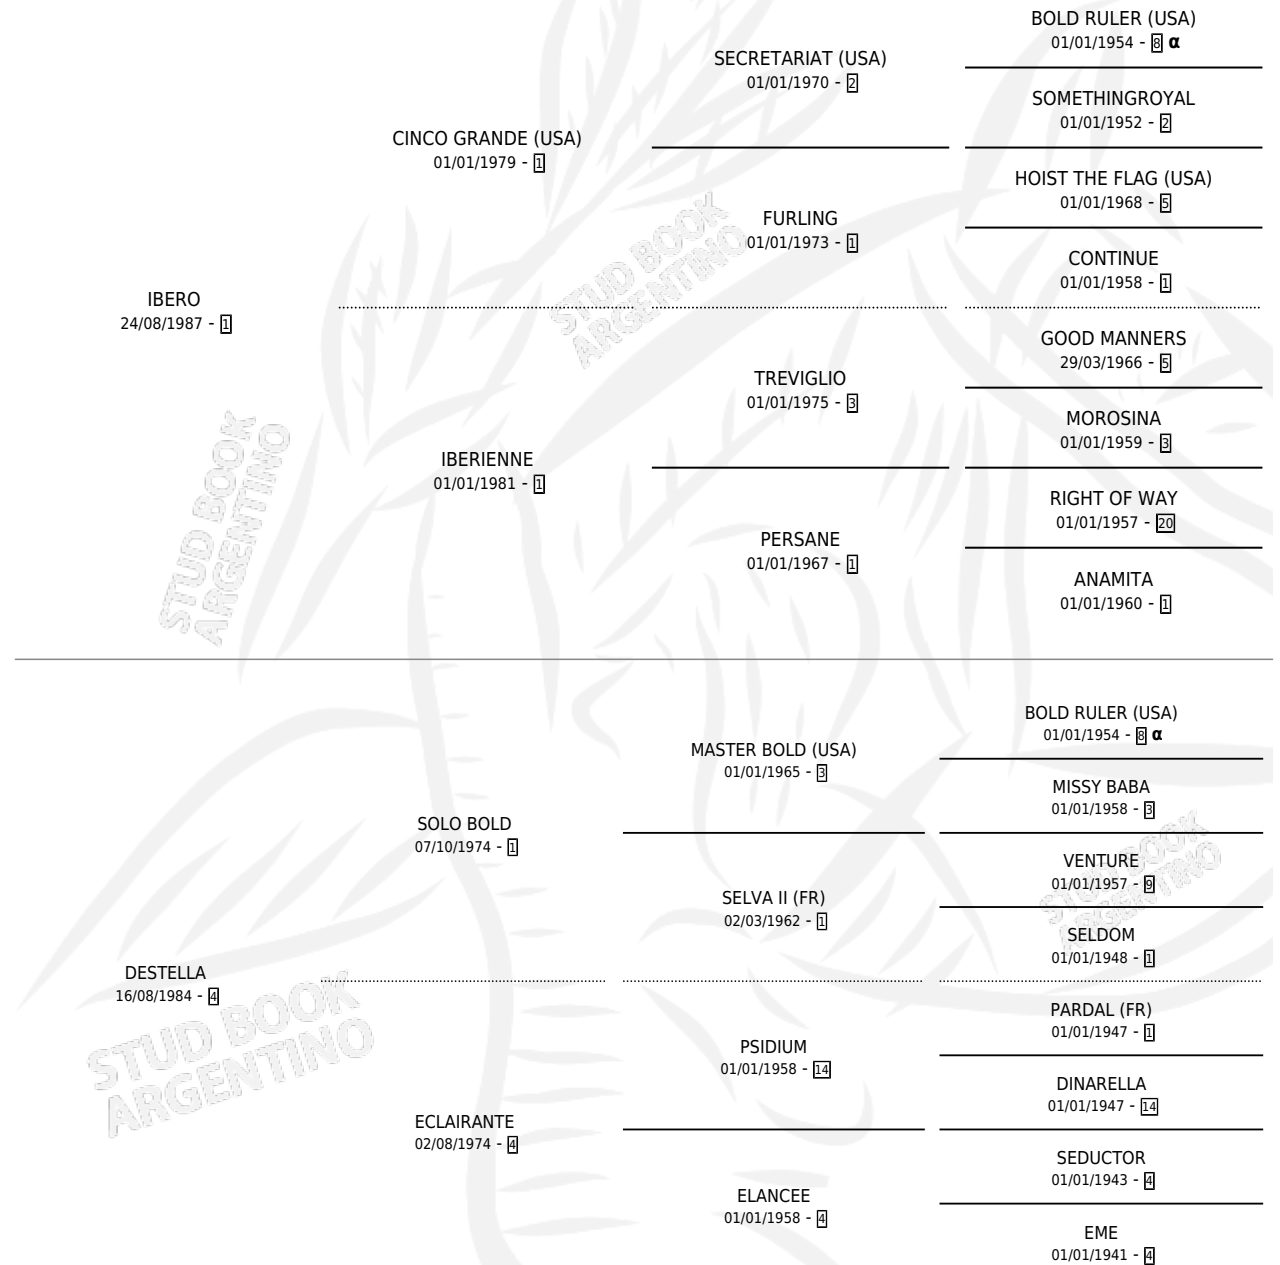 BOLD RULER (USA)
01/01/1954 - 8 α
SECRETARIAT (USA)
01/01/1970 - 2
SOMETHINGROYAL
01/01/1952 - 2
CINCO GRANDE (USA)
01/01/1979 - 1
HOIST THE FLAG (USA)
01/01/1968 - 5
FURLING
01/01/1973 - 1
CONTINUE
01/01/1958 - 1
IBERO
24/08/1987 - 1
GOOD MANNERS
29/03/1966 - 5
TREVIGLIO
01/01/1975 - 3
MOROSINA
01/01/1959 - 3
IBERIENNE
01/01/1981 - 1
RIGHT OF WAY
01/01/1957 - 20
PERSANE
01/01/1967 - 1
ANAMITA
01/01/1960 - 1
STUD BOOK
ARGENTINO
STUD BOOK
ARGENTINO
BOLD RULER (USA)
01/01/1954 - 8 α
MASTER BOLD (USA)
01/01/1965 - 3
MISSY BABA
01/01/1958 - 3
SOLO BOLD
07/10/1974 - 1
VENTURE
01/01/1957 - 9
SELVA II (FR)
02/03/1962 - 1
SELDOM
01/01/1948 - 1
DESTELLA
16/08/1984 - 4
PARDAL (FR)
01/01/1947 - 1
PSIDIUM
01/01/1958 - 14
DINARELLA
01/01/1947 - 14
ECLAIRANTE
02/08/1974 - 4
SEDUCTOR
01/01/1943 - 4
ELANCEE
01/01/1958 - 4
EME
01/01/1941 - 4
STUD BOOK
ARGENTINO
STUD BOOK
ARGENTINO